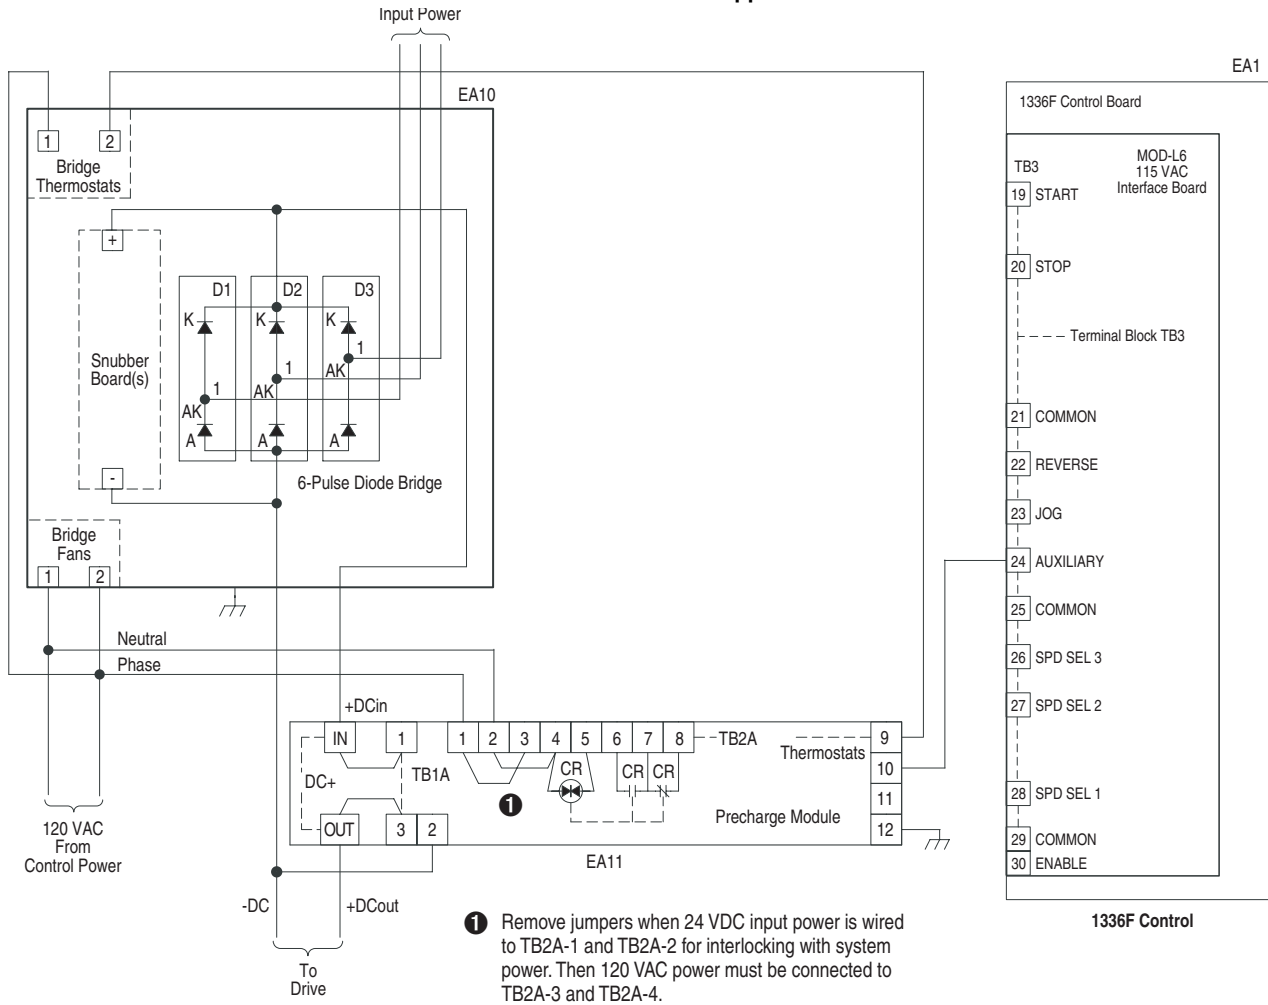 Input Power
EA1
EA10
1336F Control Board
1 2
Bridge
Thermostats
TB3
MOD-L6
115 VAC
Interface Board
19 START
+
20 STOP
D1 D2 D3
K K K
Terminal Block TB3
Snubber
Board(s)
1
AK
1
AK
1
AK
A A A
21 COMMON
22 REVERSE
-
6-Pulse Diode Bridge
23 JOG
Bridge
Fans
1 2
24 AUXILIARY
25 COMMON
Neutral
26 SPD SEL 3
Phase
27 SPD SEL 2
+DCin
IN 1 1 2 3 4 5 6 7 8 TB2A
Thermostats 9
10
DC+ TB1A CR CR CR
28 SPD SEL 1
11
1
Precharge Module
OUT 3 2
12
29 COMMON
30 ENABLE
120 VAC
From
Control Power
EA11
-DC +DCout
1336F Control
1 Remove jumpers when 24 VDC input power is wired
to TB2A-1 and TB2A-2 for interlocking with system
power. Then 120 VAC power must be connected to
TB2A-3 and TB2A-4.
To
Drive